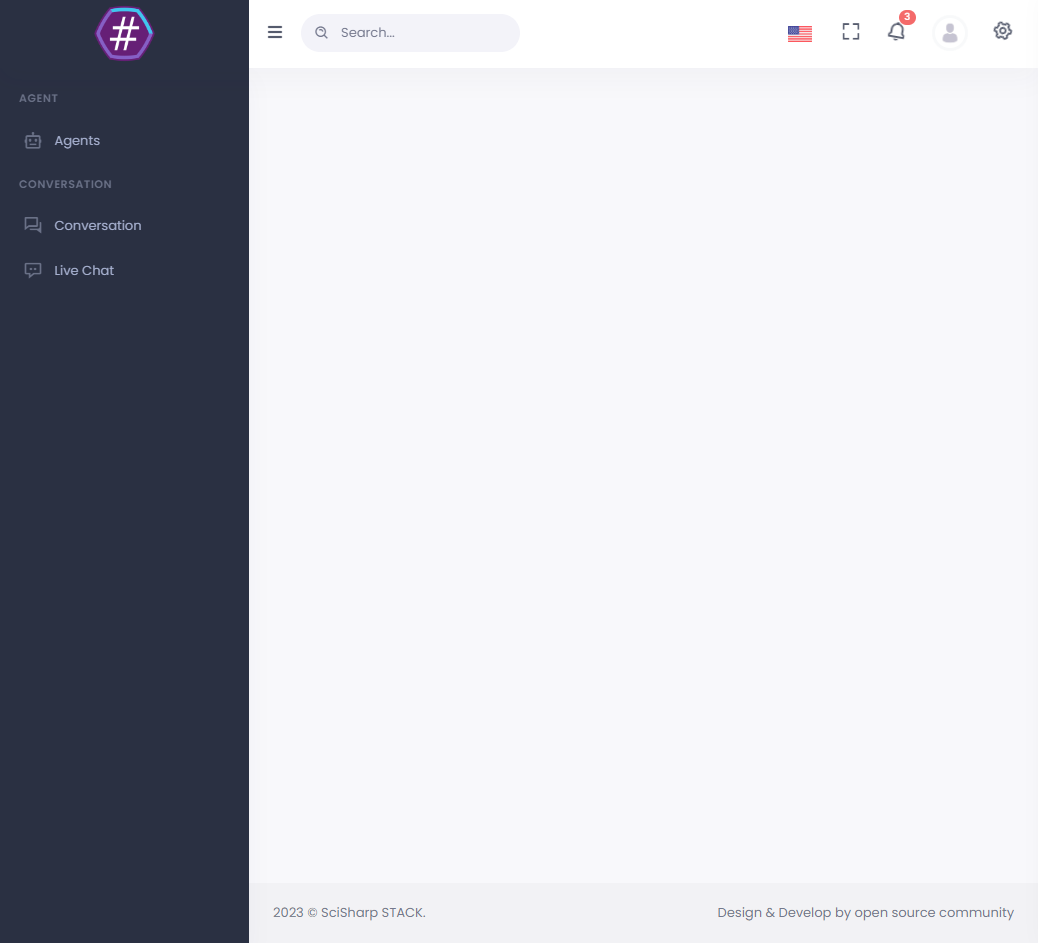 #
Search...
3
AGENT
Agents
CONVERSATION
Conversation
Live Chat
2023 © SciSharp STACK.
Design & Develop by open source community